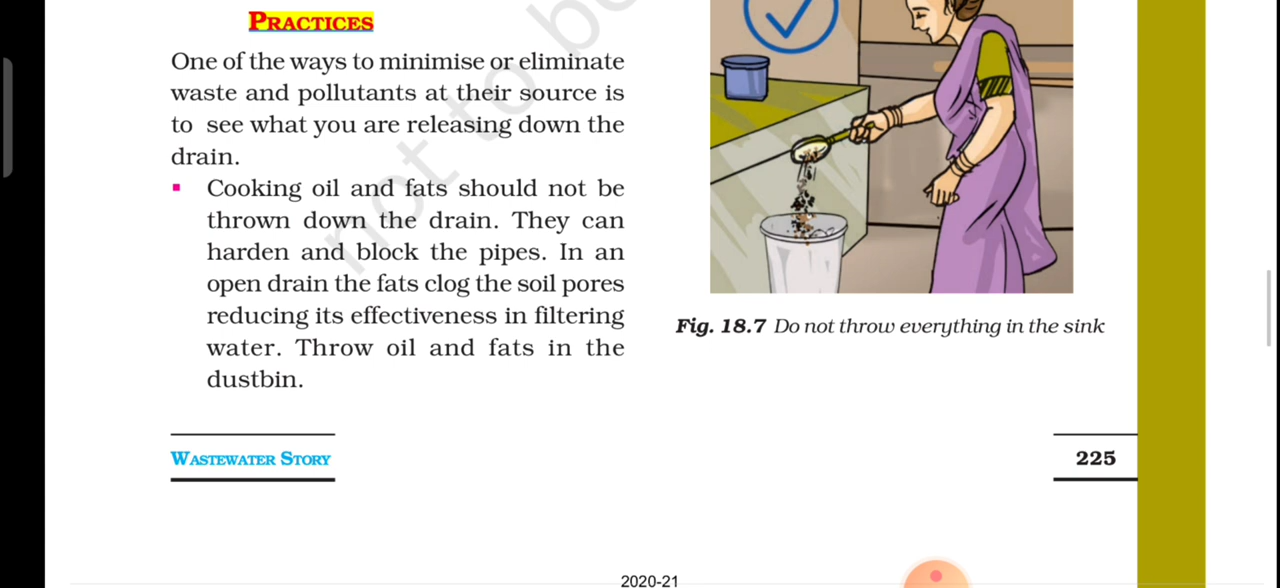 PRACTICES
One of the ways to minimise or eliminate
waste and pollutants at their source is
to see what you are releasing down the
drain.
▪ Cooking oil and fats should not be
thrown down the drain. They can
harden and block the pipes. In an
open drain the fats clog the soil pores
reducing its effectiveness in filtering
water. Throw oil and fats in the
dustbin.
Fig. 18.7 Do not throw everything in the sink
WASTEWATER STORY
225
2020-21
not to be